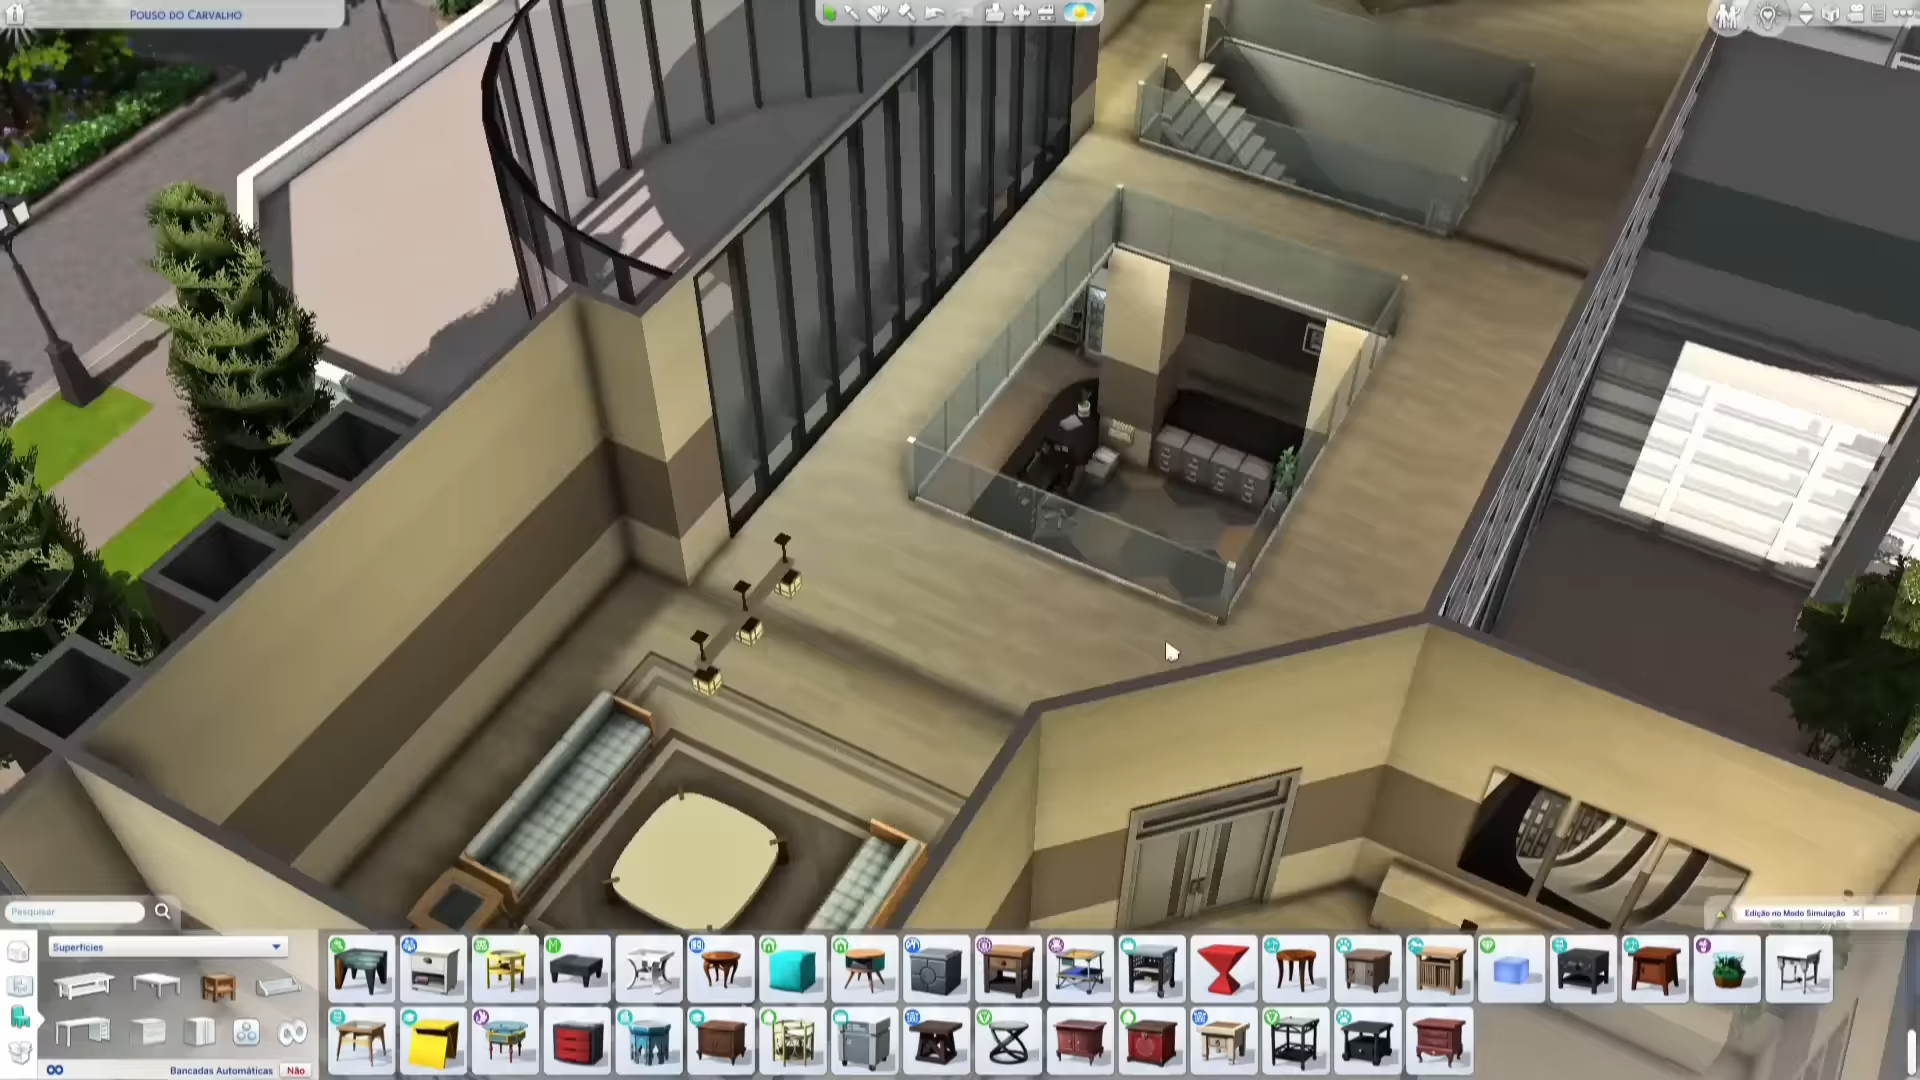 POUSO DO CARVALHO
Pesquisar
Edição no Modo Simulação
Superfícies
Bancadas Automáticas Não